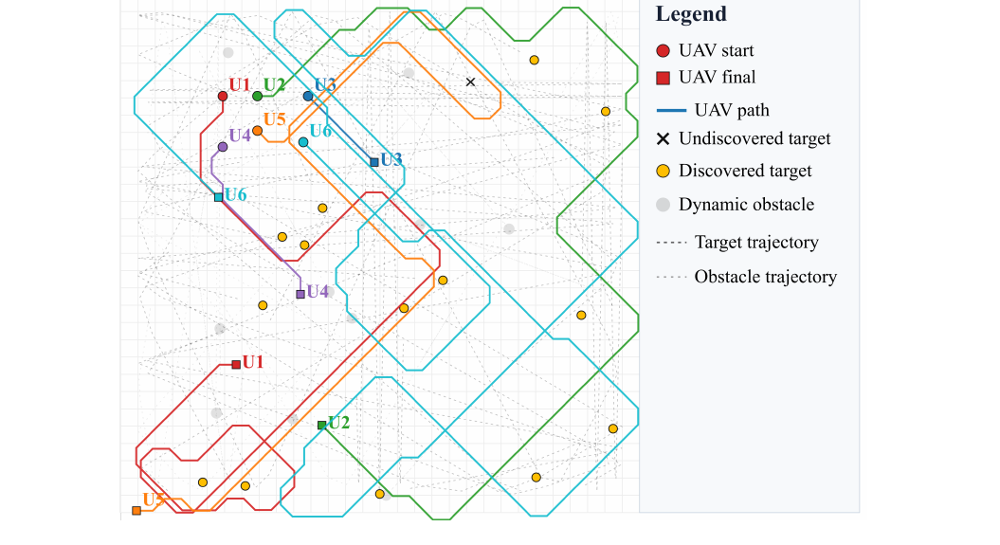 Legend
UAV start
UAV final
UAV path
Undiscovered target
Discovered target
Dynamic obstacle
Target trajectory
Obstacle trajectory
U1
U2
U3
U5
U4
U6
U3
U6
U4
U1
U2
U5